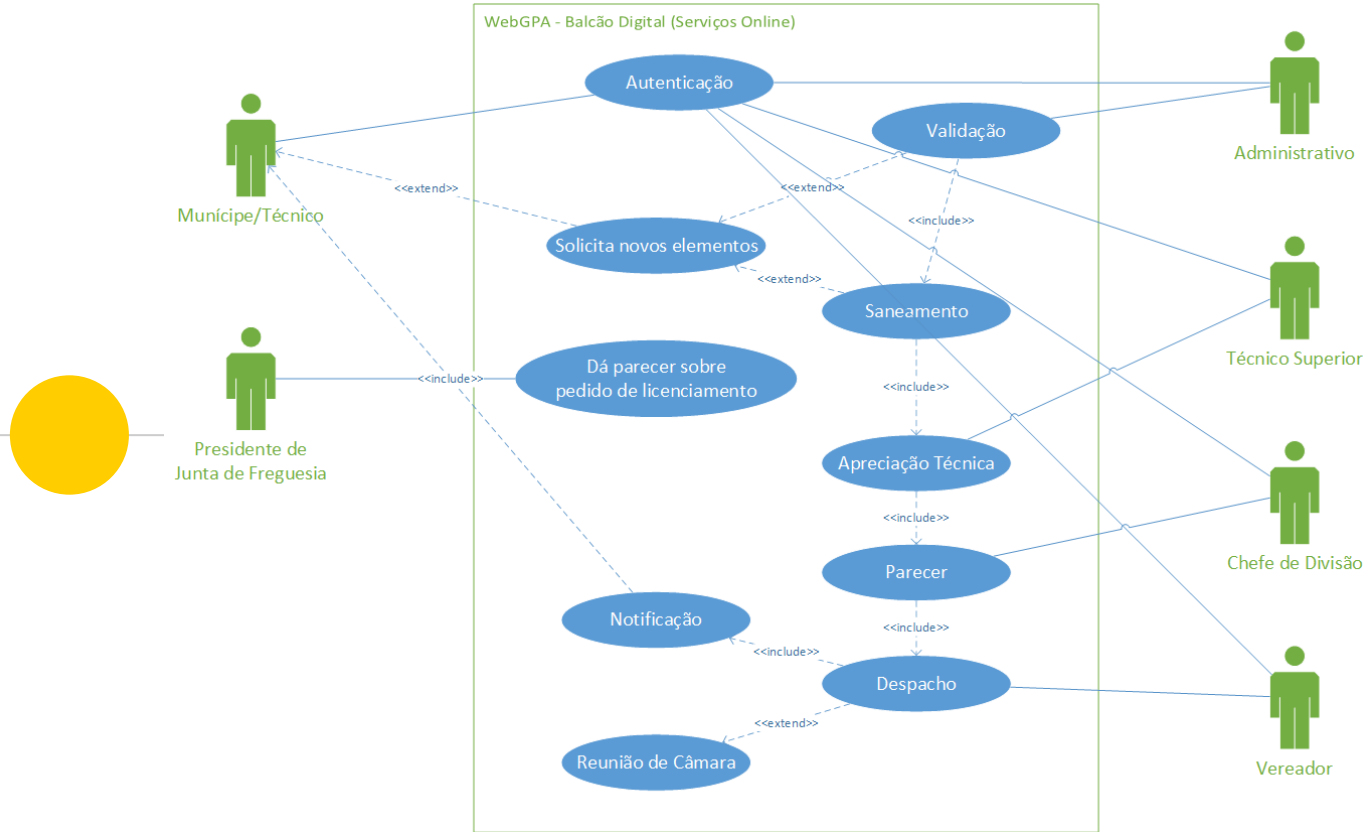 WebGPA - Balcão Digital (Serviços Online)
Autenticação
Validação
Administrativo
Munícipe/Técnico
<<extend>>
<<extend>>
<<include>>
Solicita novos elementos
<<extend>>
Saneamento
Técnico Superior
Dá parecer sobre
pedido de licenciamento
<<include>>
<<include>>
Presidente de
Junta de Freguesia
Apreciação Técnica
<<include>>
Chefe de Divisão
Parecer
Notificação
<<include>>
<<include>>
Despacho
<<extend>>
Reunião de Câmara
Vereador